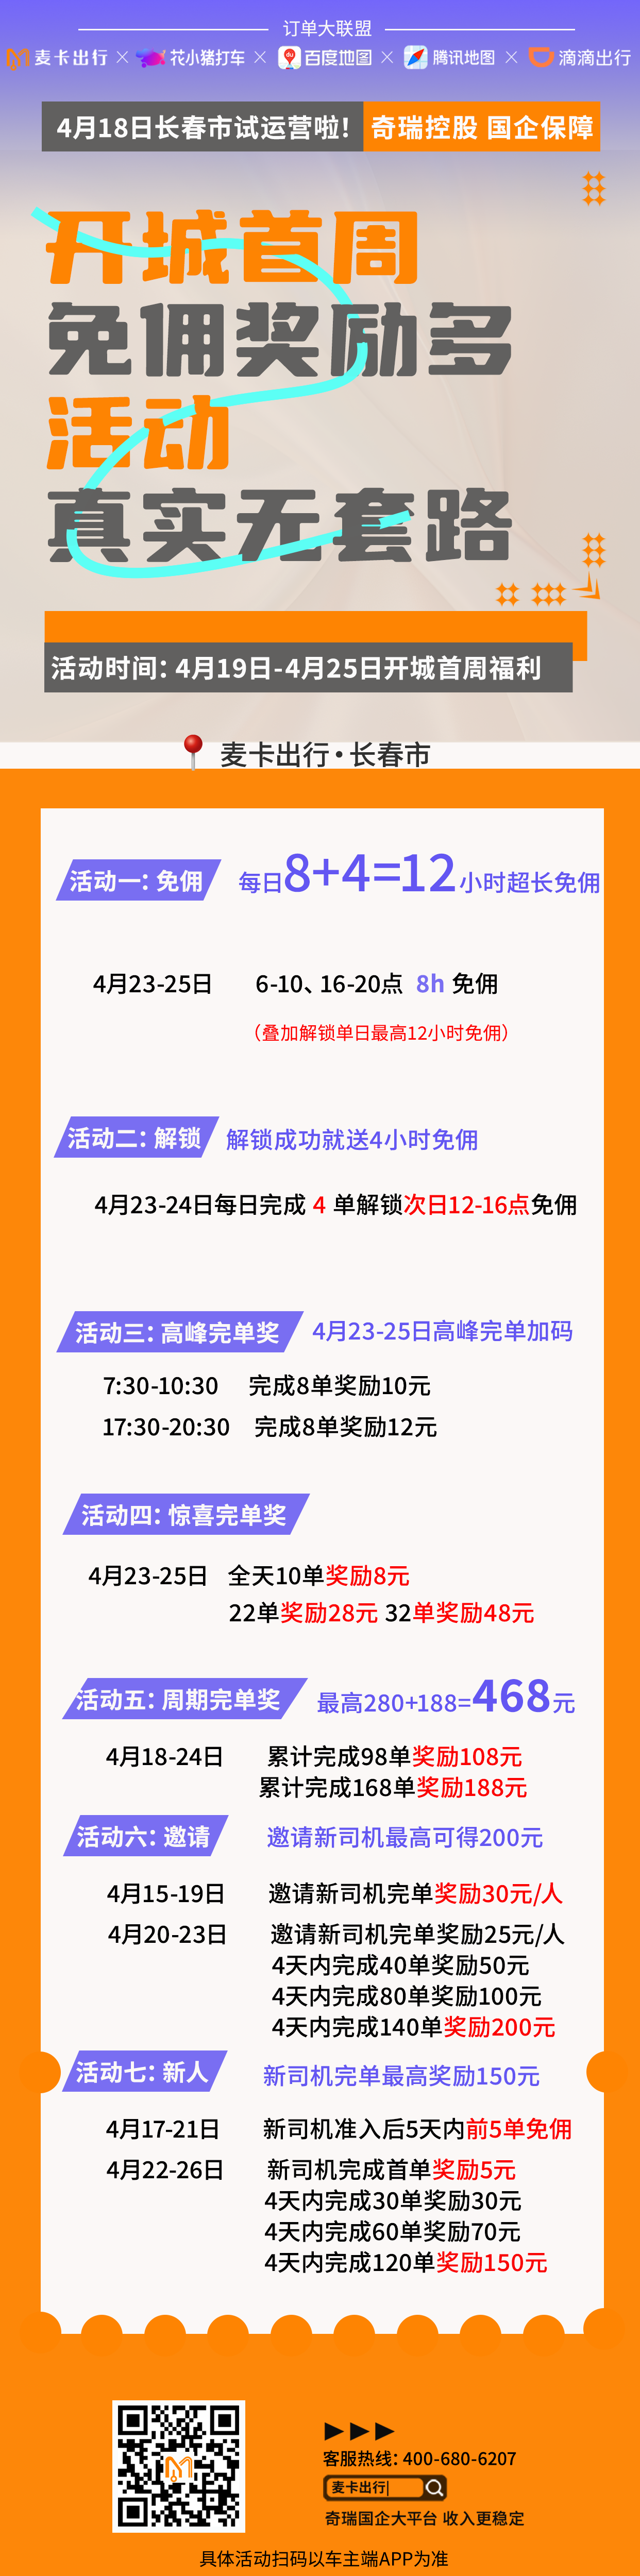 订单大联盟
麦卡出行 × 花小猪打车 × du 百度地图 × 腾讯地图 × 滴滴出行
4月18日长春市试运营啦! 奇瑞控股 国企保障
开城首周
免佣奖励多
活动
真实无套路
活动时间: 4月19日-4月25日开城首周福利
麦卡出行·长春市
活动一: 免佣 每日8+4=12小时超长免佣
4月23-25日 6-10、16-20点 8h 免佣
(叠加解锁单日最高12小时免佣)
活动二: 解锁 解锁成功就送4小时免佣
4月23-24日每日完成 4 单解锁次日12-16点免佣
活动三: 高峰完单奖 4月23-25日高峰完单加码
7:30-10:30 完成8单奖励10元
17:30-20:30 完成8单奖励12元
活动四: 惊喜完单奖
4月23-25日 全天10单奖励8元
22单奖励28元 32单奖励48元
活动五: 周期完单奖 最高280+188=468元
4月18-24日 累计完成98单奖励108元
累计完成168单奖励188元
活动六: 邀请 邀请新司机最高可得200元
4月15-19日 邀请新司机完单奖励30元/人
4月20-23日 邀请新司机完单奖励25元/人
4天内完成40单奖励50元
4天内完成80单奖励100元
4天内完成140单奖励200元
活动七: 新人 新司机完单最高奖励150元
4月17-21日 新司机准入后5天内前5单免佣
4月22-26日 新司机完成首单奖励5元
4天内完成30单奖励30元
4天内完成60单奖励70元
4天内完成120单奖励150元
客服热线: 400-680-6207
麦卡出行|
奇瑞国企大平台 收入更稳定
具体活动扫码以车主端APP为准